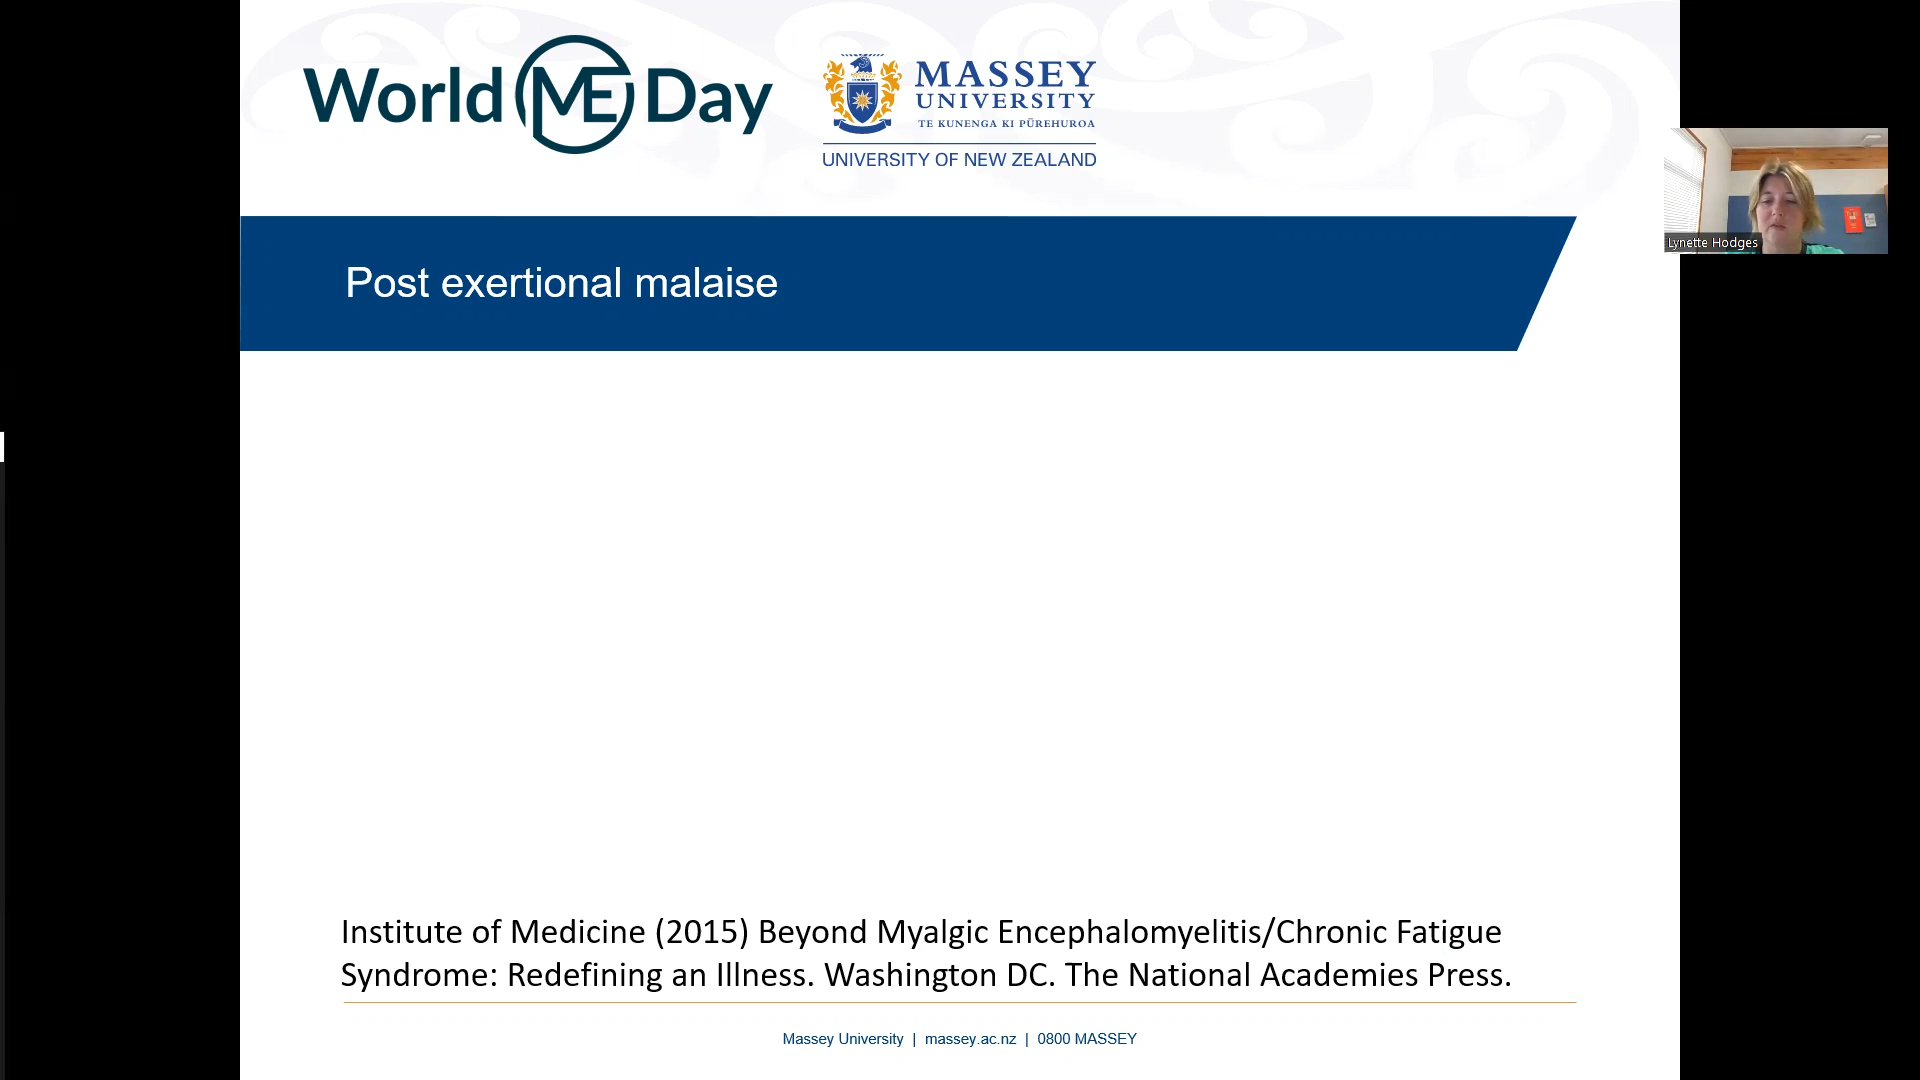 World ME Day
MASSEY
UNIVERSITY
TE KUNENGA KI PŪREHUROA
UNIVERSITY OF NEW ZEALAND
Lynette Hodges
Post exertional malaise
Institute of Medicine (2015) Beyond Myalgic Encephalomyelitis/Chronic Fatigue
Syndrome: Redefining an Illness. Washington DC. The National Academies Press.
Massey University | massey.ac.nz | 0800 MASSEY